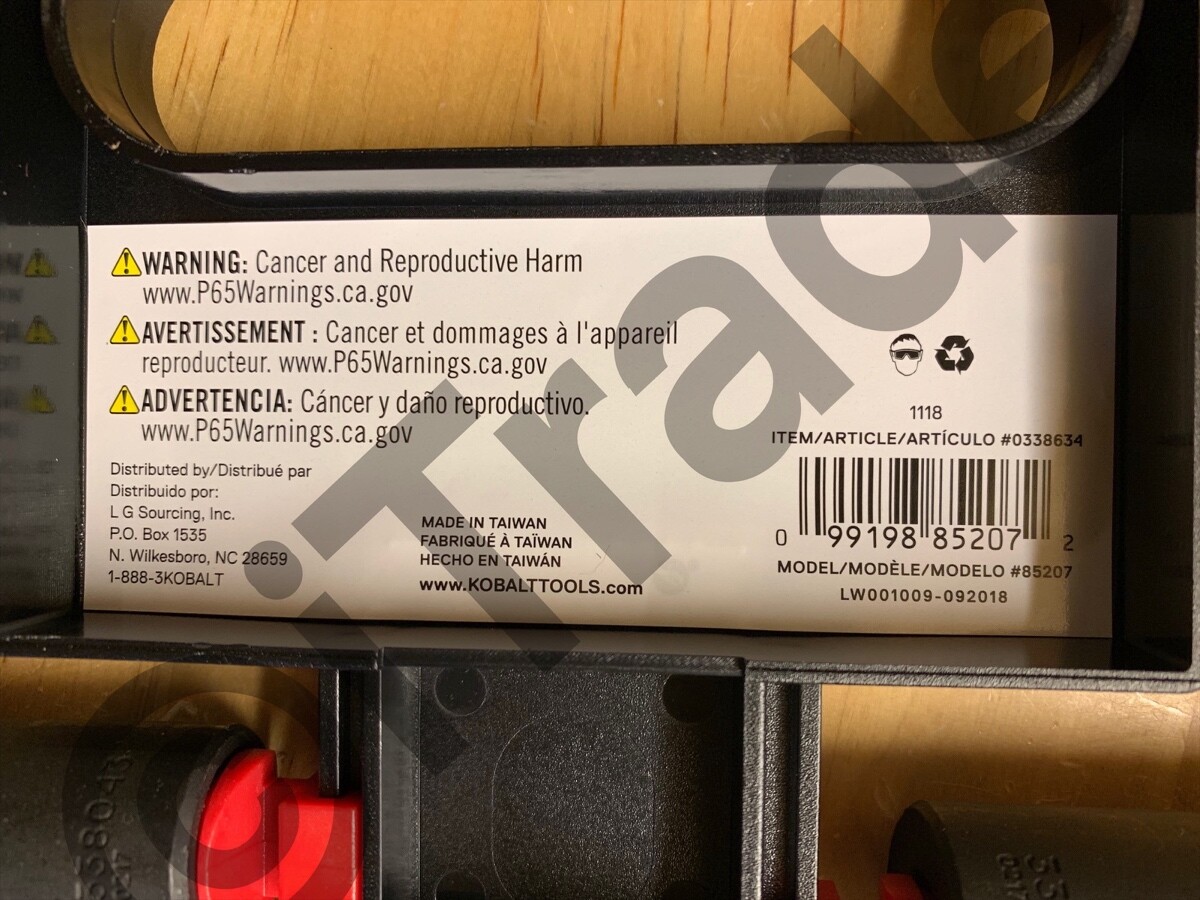 WARNING: Cancer and Reproductive Harm
www.P65Warnings.ca.gov
AVERTISSEMENT : Cancer et dommages à l'appareil
reproducteur. www.P65Warnings.ca.gov
ADVERTENCIA: Cáncer y daño reproductivo.
www.P65Warnings.ca.gov
Distributed by/Distribué par
Distribuido por:
L G Sourcing, Inc.
P.O. Box 1535
N. Wilkesboro, NC 28659
1-888-3KOBALT
MADE IN TAIWAN
FABRIQUÉ À TAÏWAN
HECHO EN TAIWÁN
www.KOBALTTOOLS.com
1118
ITEM/ARTICLE/ARTÍCULO #0338634
0 99198 85207 2
MODEL/MODÈLE/MODELO #85207
LW001009-092018
0217